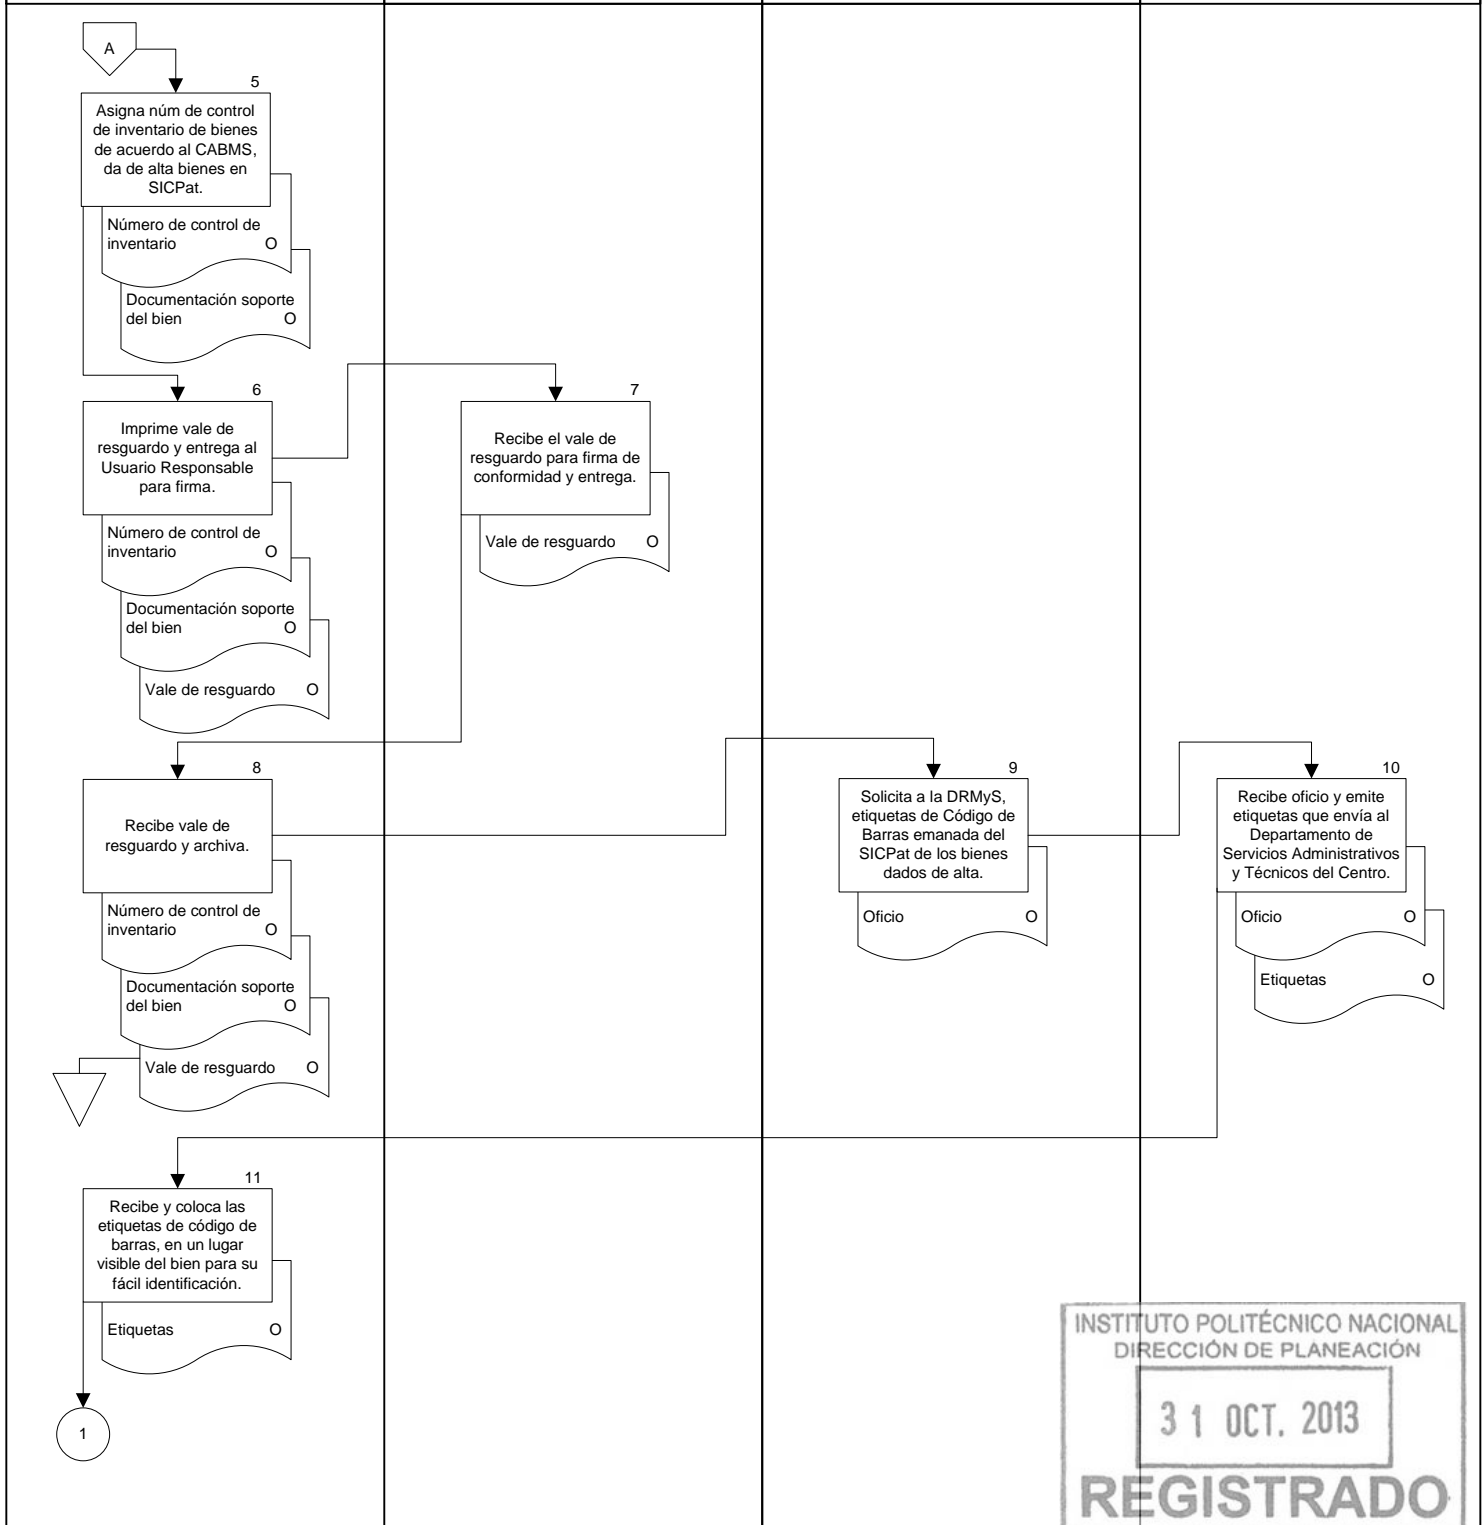 A
5
Asigna núm de control
de inventario de bienes
de acuerdo al CABMS,
da de alta bienes en
SICPat.
Número de control de
inventario O
Documentación soporte
del bien O
6
Imprime vale de
resguardo y entrega al
Usuario Responsable
para firma.
Número de control de
inventario O
Documentación soporte
del bien O
Vale de resguardo O
7
Recibe el vale de
resguardo para firma de
conformidad y entrega.
Vale de resguardo O
8
Recibe vale de
resguardo y archiva.
Número de control de
inventario O
Documentación soporte
del bien O
Vale de resguardo O
9
Solicita a la DRMyS,
etiquetas de Código de
Barras emanada del
SICPat de los bienes
dados de alta.
Oficio O
10
Recibe oficio y emite
etiquetas que envía al
Departamento de
Servicios Administrativos
y Técnicos del Centro.
Oficio O
Etiquetas O
11
Recibe y coloca las
etiquetas de código de
barras, en un lugar
visible del bien para su
fácil identificación.
Etiquetas O
1
INSTITUTO POLITÉCNICO NACIONAL
DIRECCIÓN DE PLANEACIÓN
31 OCT. 2013
REGISTRADO